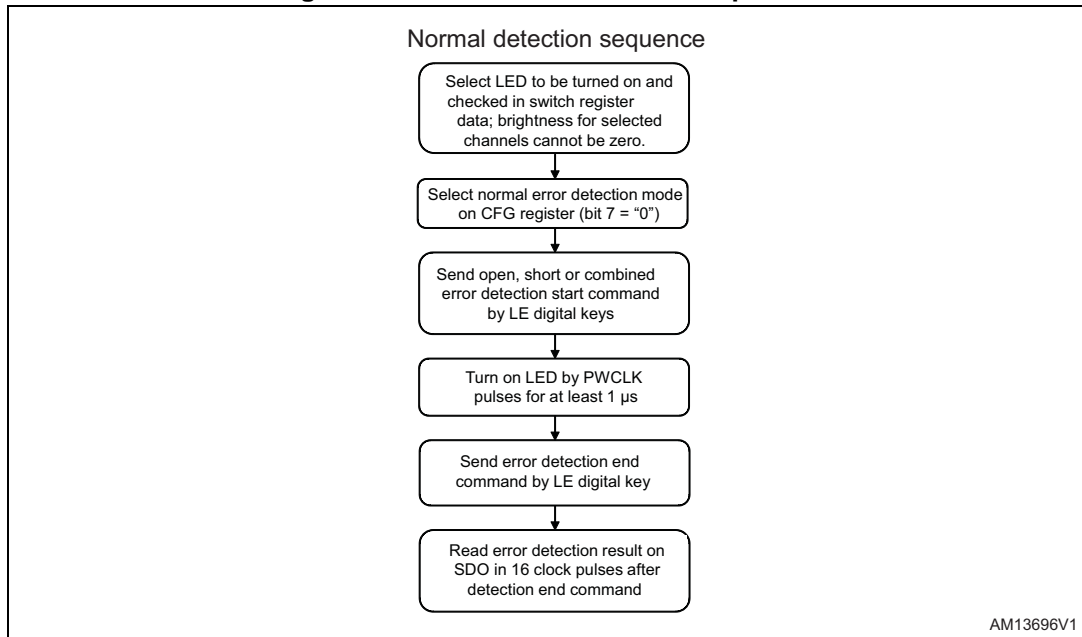 Normal detection sequence
Select LED to be turned on and
checked in switch register
data; brightness for selected
channels cannot be zero.
Select normal error detection mode
on CFG register (bit 7 = “0”)
Send open, short or combined
error detection start command
by LE digital keys
Turn on LED by PWCLK
pulses for at least 1 µs
Send error detection end
command by LE digital key
Read error detection result on
SDO in 16 clock pulses after
detection end command
AM13696V1